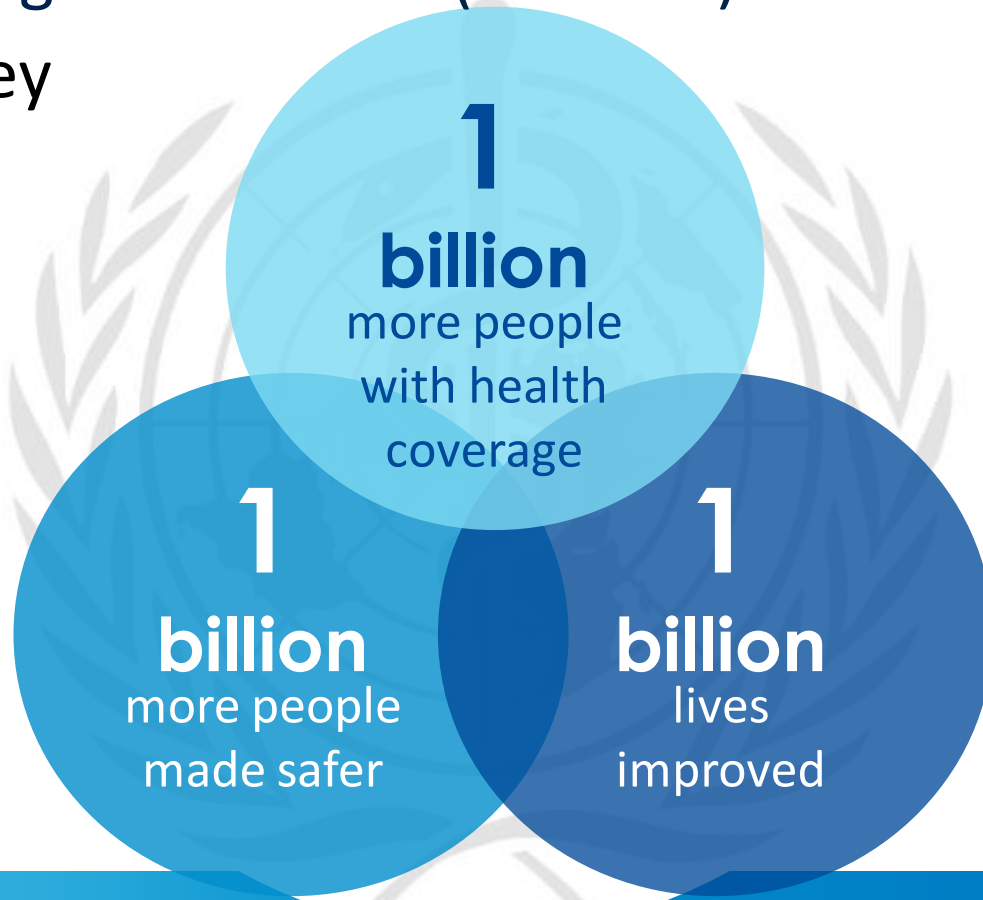 ey
1
billion
more people
with health
coverage
1
billion
more people
made safer
1
billion
lives
improved